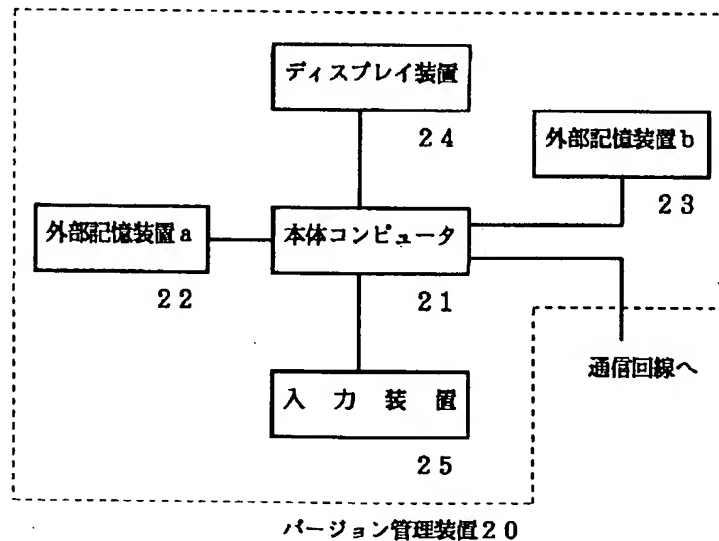 ディスプレイ装置
24
外部記憶装置b
23
外部記憶装置a
22
本体コンピュータ
21
通信回線へ
入力装置
25
バージョン管理装置20